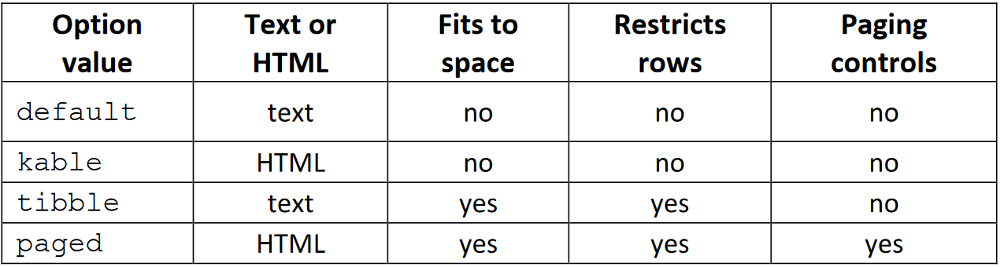 Option Text or Fits to Restricts Paging
value HTML space rows controls
default text no no no
kable HTML no no no
tibble text yes yes no
paged HTML yes yes yes